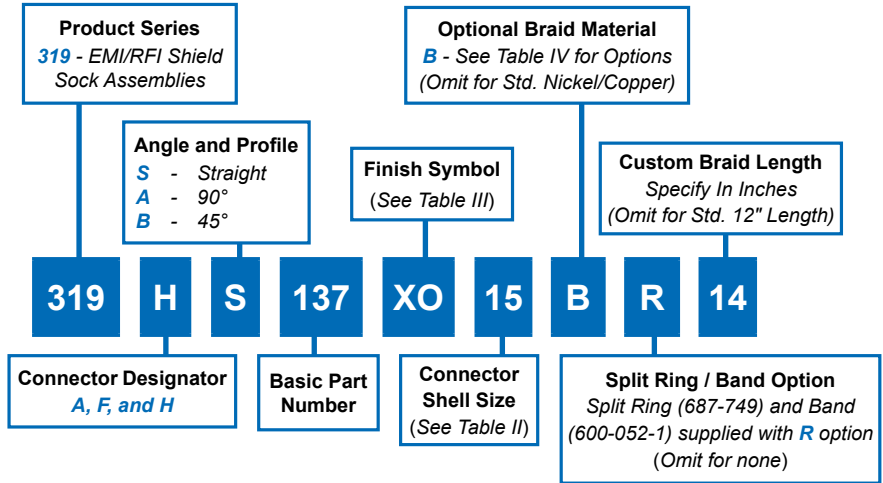 Product Series
319 - EMI/RFI Shield
Sock Assemblies
Optional Braid Material
B - See Table IV for Options
(Omit for Std. Nickel/Copper)
Angle and Profile
S - Straight
A - 90°
B - 45°
Finish Symbol
(See Table III)
Custom Braid Length
Specify In Inches
(Omit for Std. 12" Length)
319 H S 137 XO 15 B R 14
Connector Designator
A, F, and H
Basic Part
Number
Connector
Shell Size
(See Table II)
Split Ring / Band Option
Split Ring (687-749) and Band
(600-052-1) supplied with R option
(Omit for none)